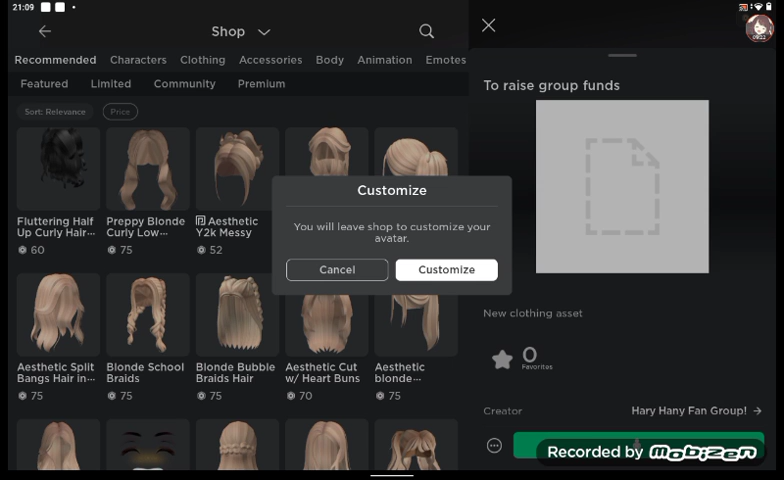 21:09
Shop
Recommended Characters Clothing Accessories Body Animation Emotes
Featured Limited Community Premium
Sort: Relevance Price
Fluttering Half
Up Curly Hair...
60
Preppy Blonde
Curly Low...
75
Aesthetic
Y2k Messy
52
Aesthetic Split
Bangs Hair in...
75
Blonde School
Braids
75
Blonde Bubble
Braids Hair
75
Aesthetic Cut
w/ Heart Buns
70
Aesthetic
blonde...
75
Customize
You will leave shop to customize your
avatar.
Cancel Customize
To raise group funds
New clothing asset
0
Favorites
Creator Hary Hany Fan Group!
Recorded by mobizen